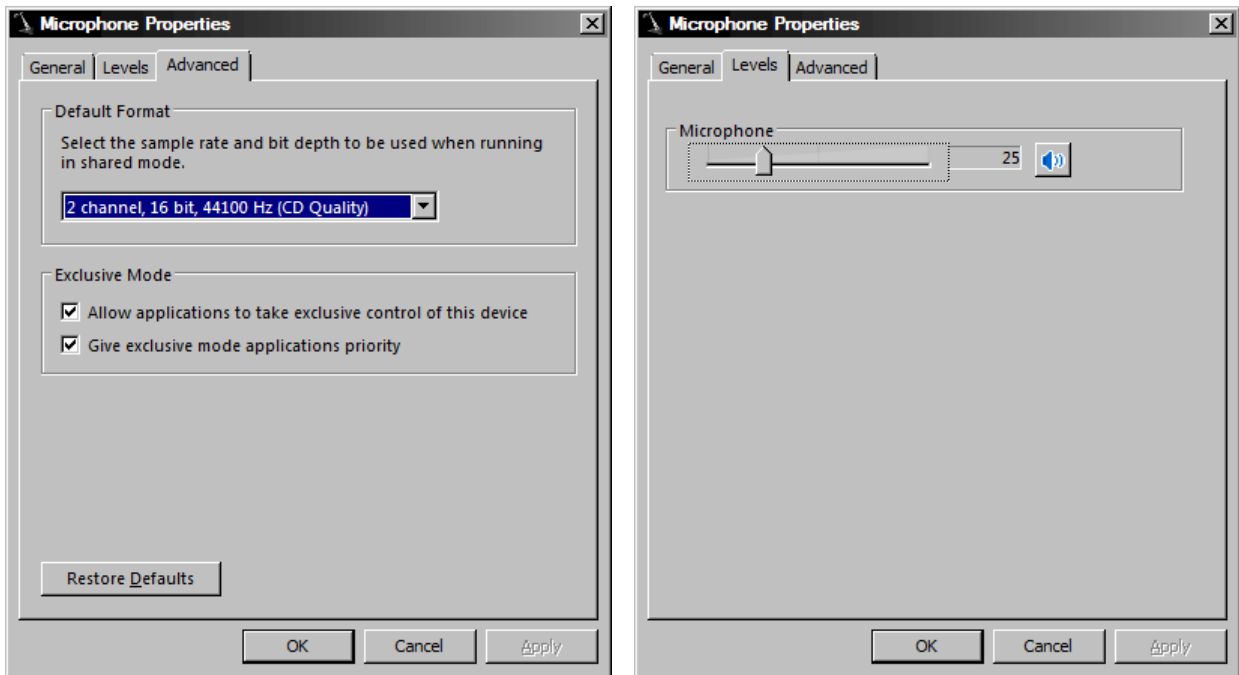 Microphone Properties
General Levels Advanced
Default Format
Select the sample rate and bit depth to be used when running
in shared mode.
2 channel, 16 bit, 44100 Hz (CD Quality)
Exclusive Mode
Allow applications to take exclusive control of this device
Give exclusive mode applications priority
Restore Defaults
OK Cancel Apply
Microphone Properties
General Levels Advanced
Microphone
25
OK Cancel Apply